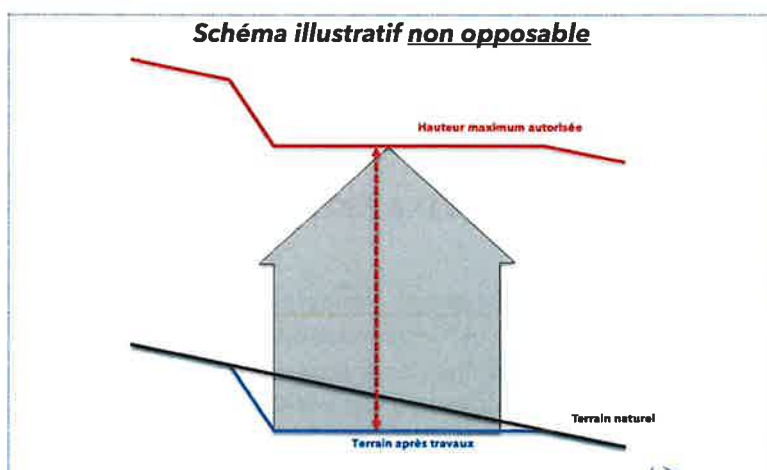 Schéma illustratif non opposable
Hauteur maximum autorisée
Terrain naturel
Terrain après travaux